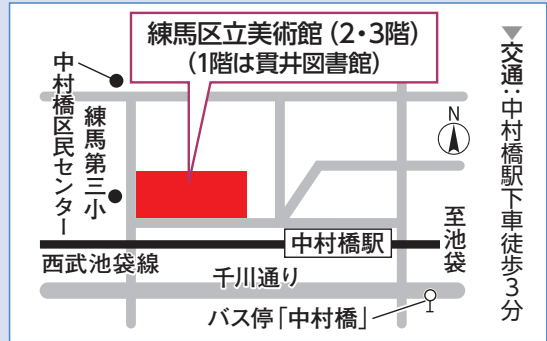 練馬区立美術館（2・3階）
（1階は貫井図書館）
▼交通：中村橋駅下車徒歩3分
中村橋区民センター
練馬第三小
N
至池袋
中村橋駅
西武池袋線
千川通り
バス停「中村橋」